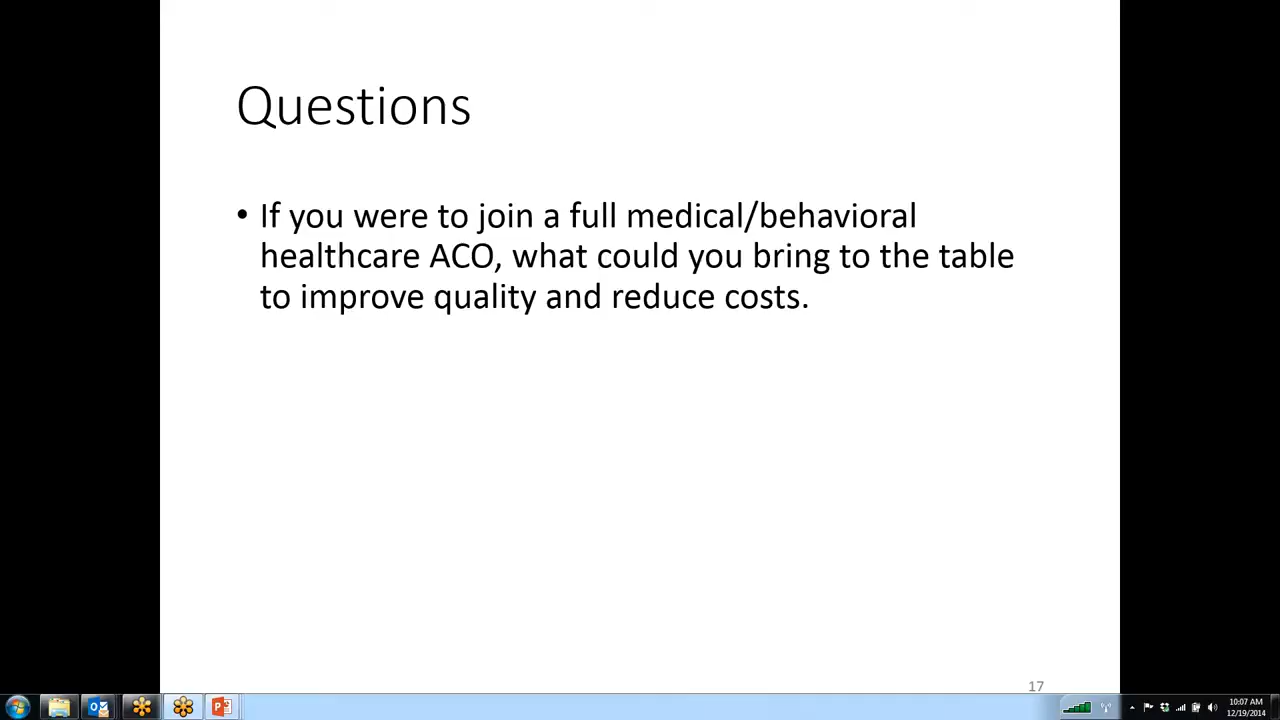 Questions
• If you were to join a full medical/behavioral
healthcare ACO, what could you bring to the table
to improve quality and reduce costs.
17
10:07 AM
12/19/2014